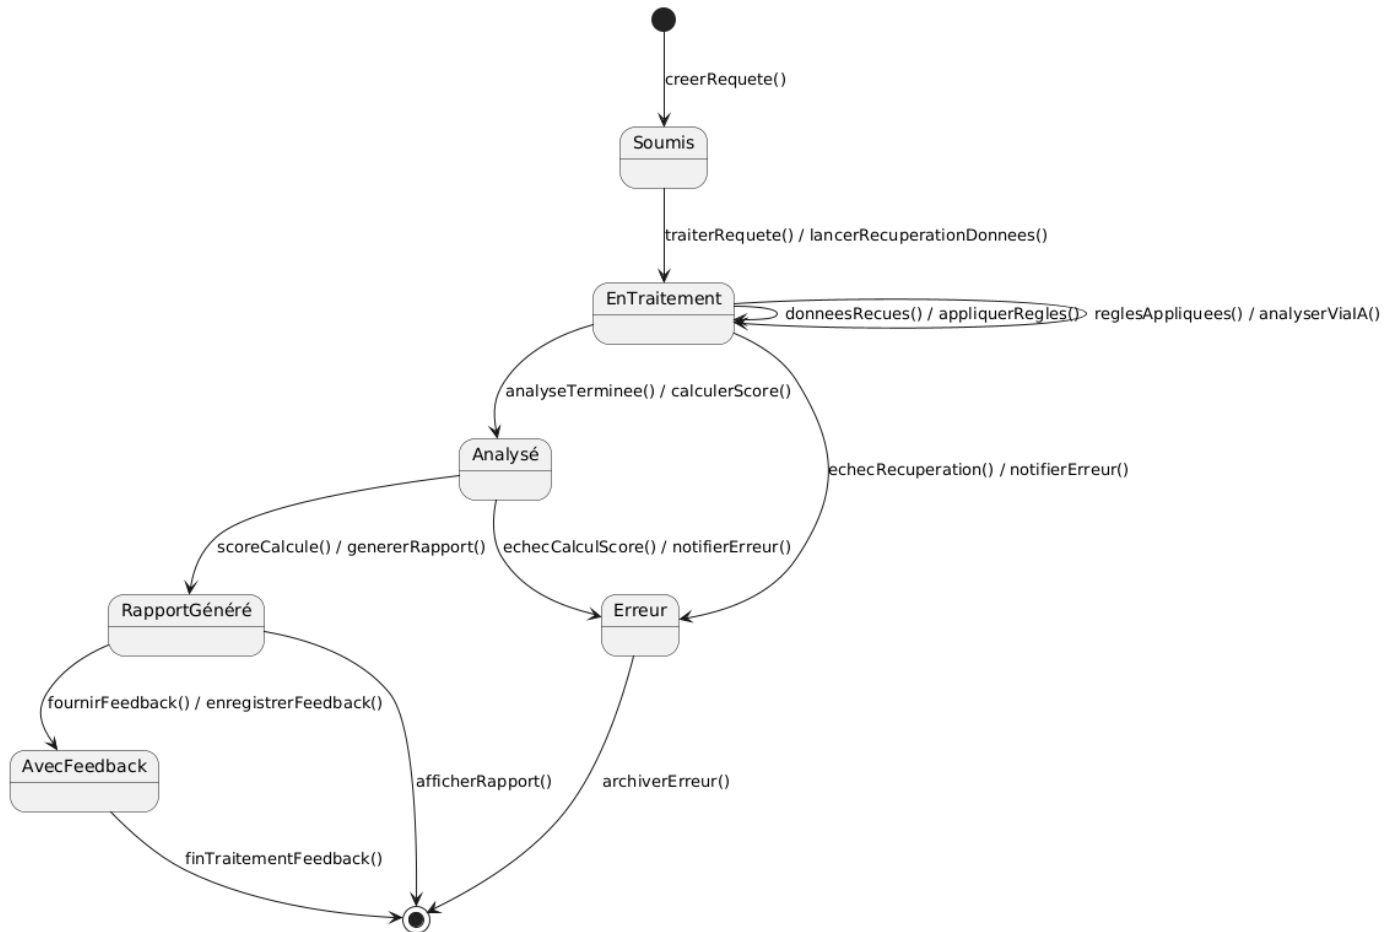 creerRequete()
Soumis
traiterRequete() / lancerRecuperationDonnees()
EnTraitement
donneesRecues() / appliquerRegles()
reglesAppliquees() / analyserViaIA()
analyseTerminee() / calculerScore()
Analysé
echecRecuperation() / notifierErreur()
scoreCalcule() / genererRapport()
echecCalculScore() / notifierErreur()
RapportGénéré
Erreur
fournirFeedback() / enregistrerFeedback()
AvecFeedback
afficherRapport()
archiverErreur()
finTraitementFeedback()